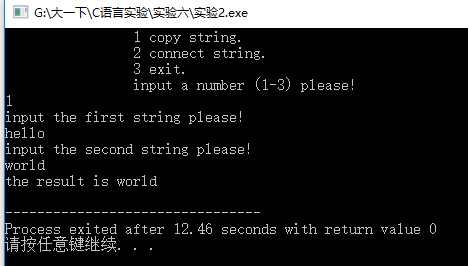 G:\大一下\C语言实验\实验六\实验2.exe
1 copy string.
2 connect string.
3 exit.
input a number (1-3) please!
1
input the first string please!
hello
input the second string please!
world
the result is world
--------------------------------
Process exited after 12.46 seconds with return value 0
请按任意键继续. . .